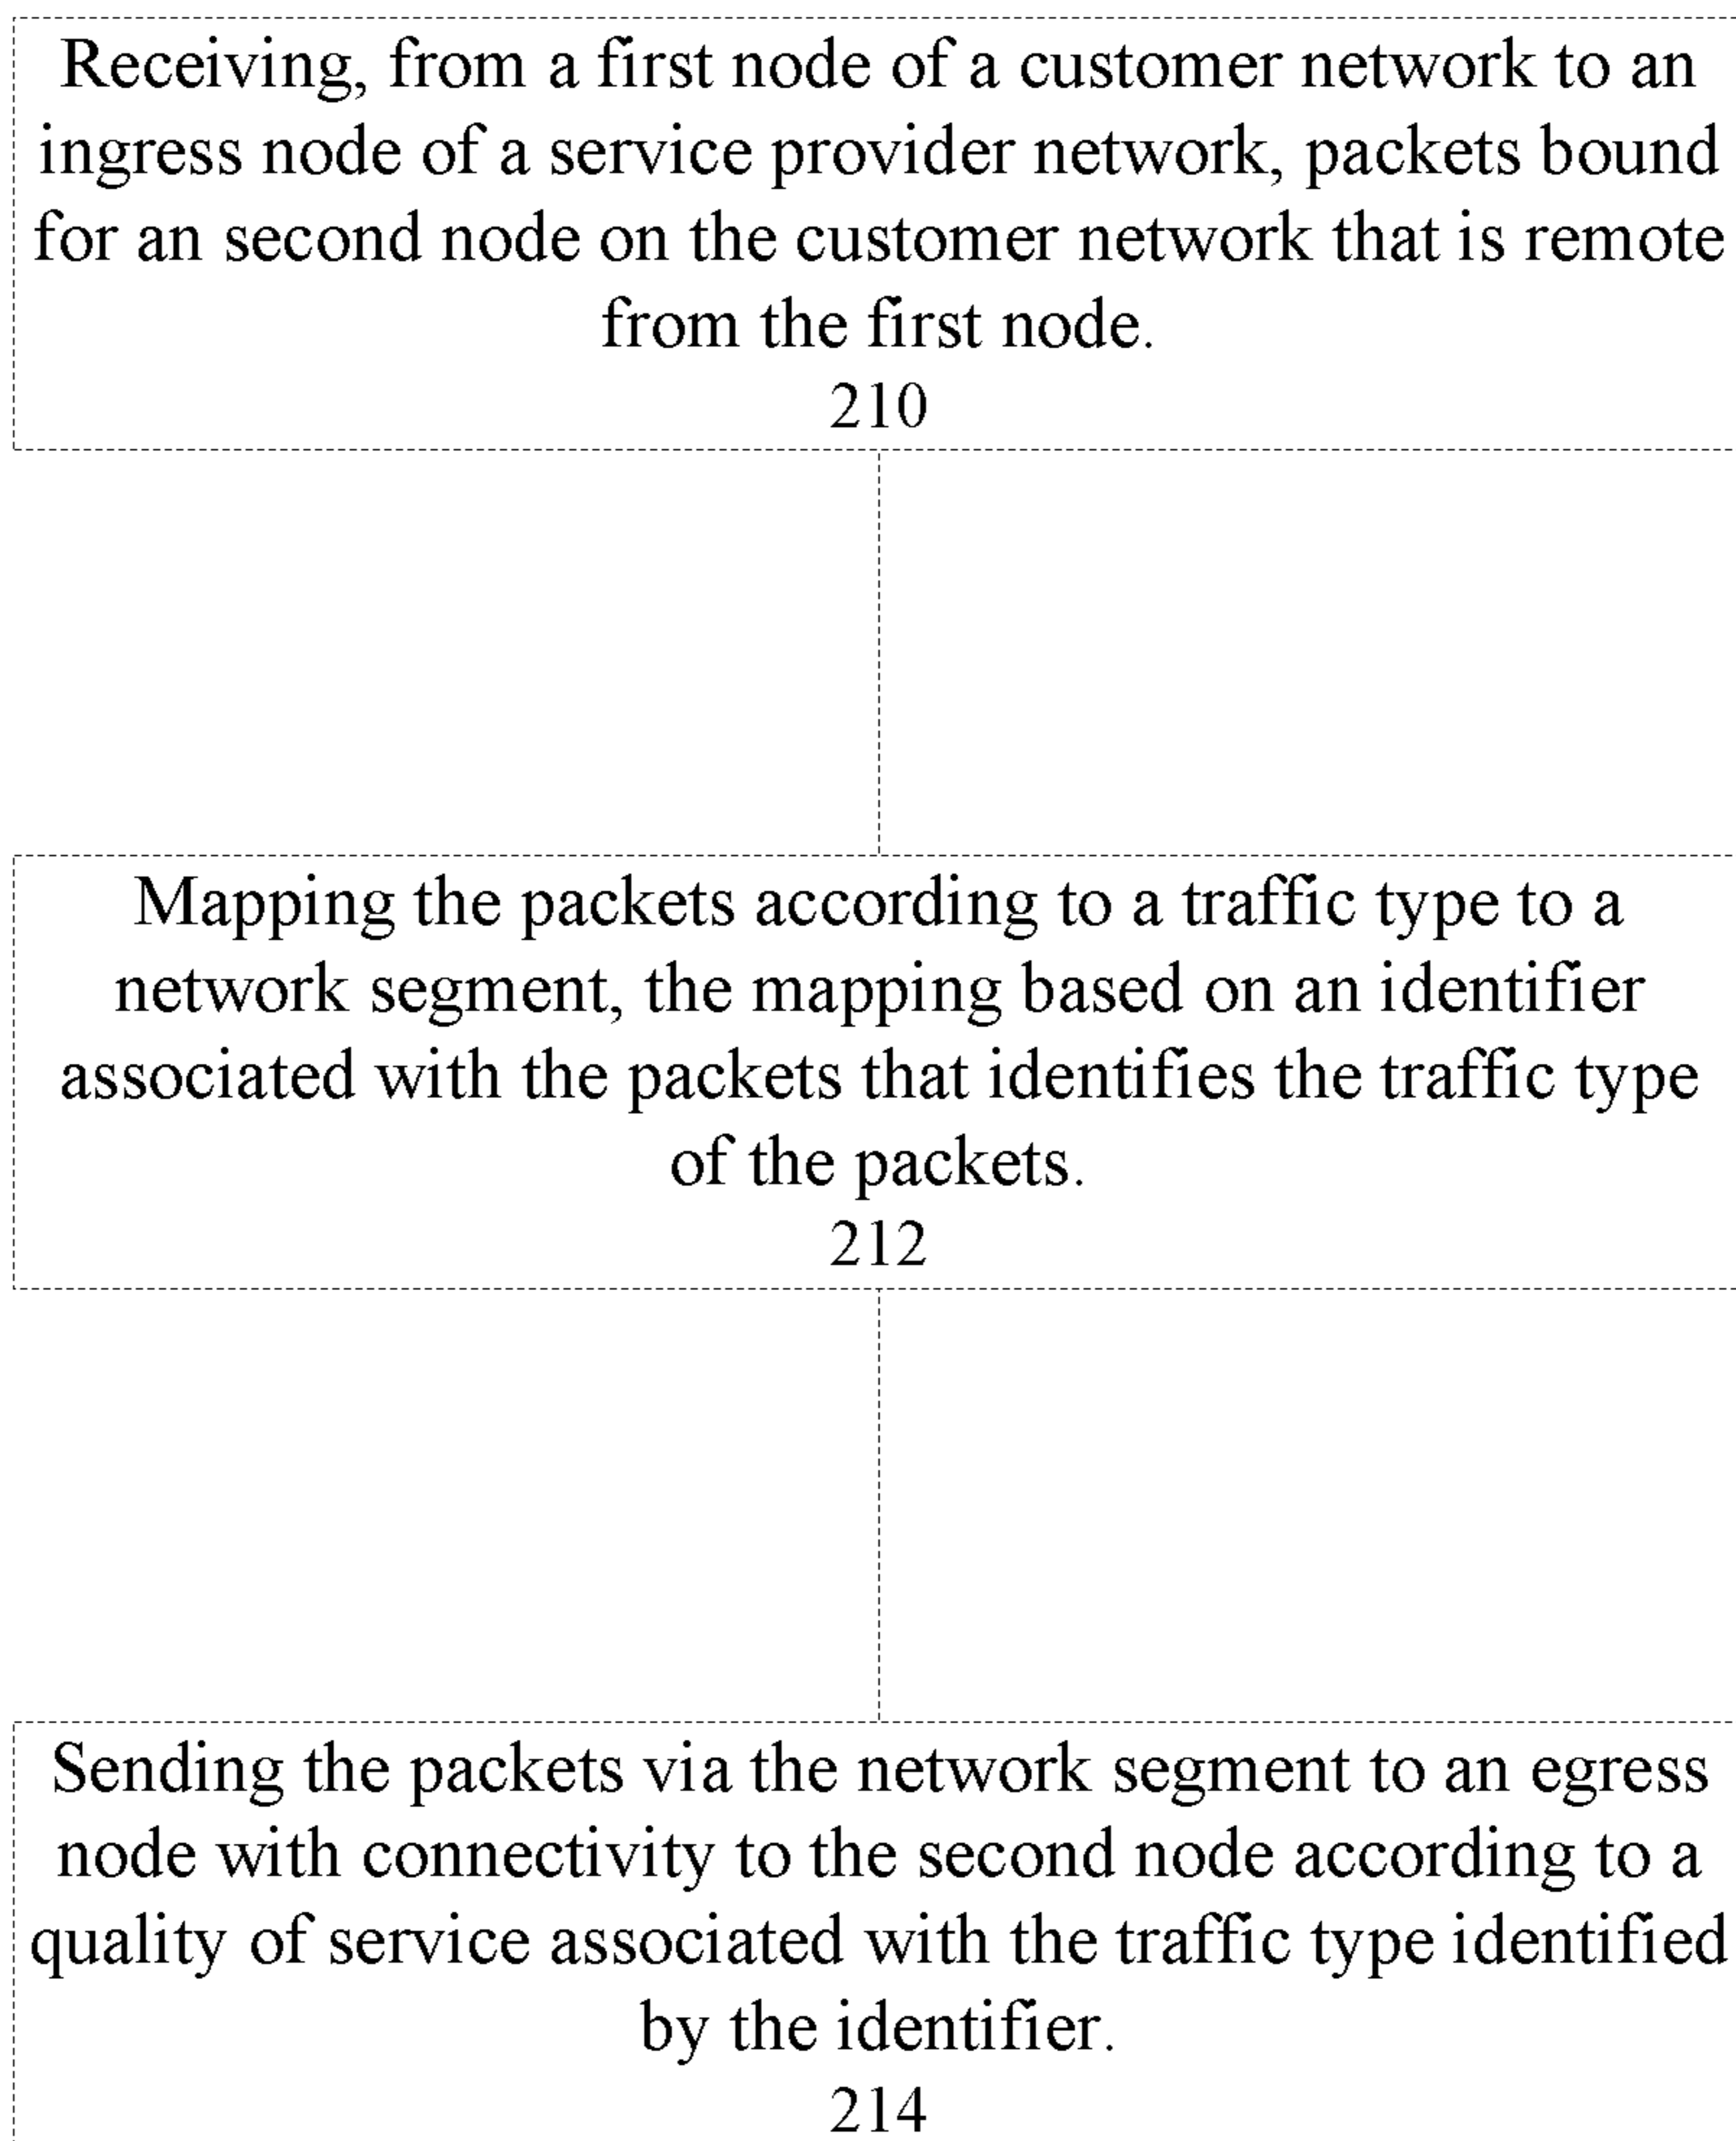 Receiving, from a first node of a customer network to an
ingress node of a service provider network, packets bound
for an second node on the customer network that is remote
from the first node.
210
Mapping the packets according to a traffic type to a
network segment, the mapping based on an identifier
associated with the packets that identifies the traffic type
of the packets.
212
Sending the packets via the network segment to an egress
node with connectivity to the second node according to a
quality of service associated with the traffic type identified
by the identifier.
214